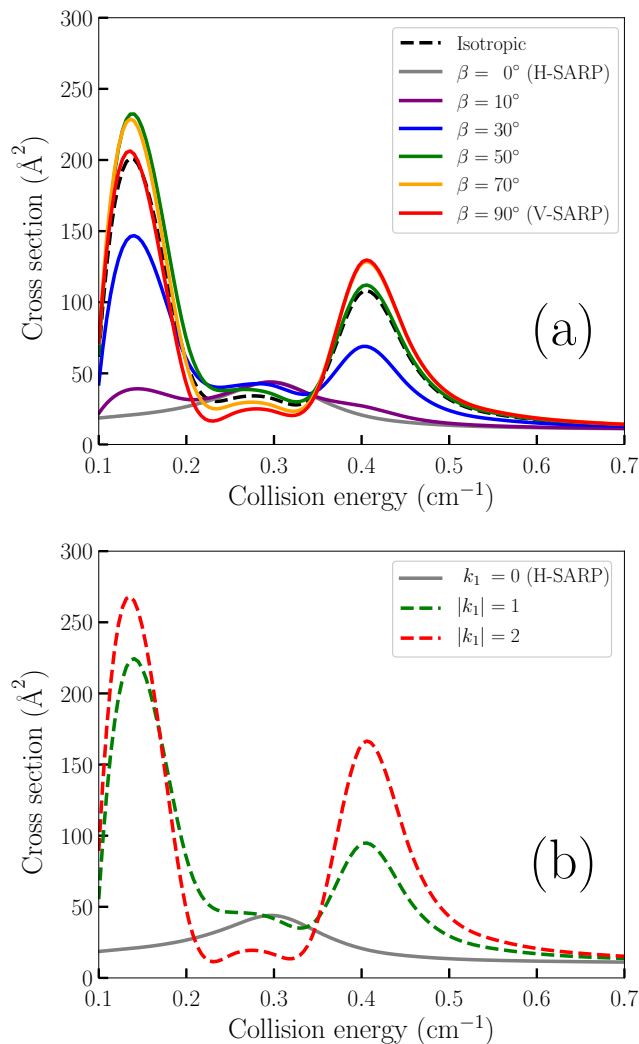 300
250
200
150
100
50
0
Cross section (Å²)
Isotropic
β = 0° (H-SARP)
β = 10°
β = 30°
β = 50°
β = 70°
β = 90° (V-SARP)
(a)
0.1 0.2 0.3 0.4 0.5 0.6 0.7
Collision energy (cm⁻¹)
300
250
200
150
100
50
0
Cross section (Å²)
k₁ = 0 (H-SARP)
|k₁| = 1
|k₁| = 2
(b)
0.1 0.2 0.3 0.4 0.5 0.6 0.7
Collision energy (cm⁻¹)